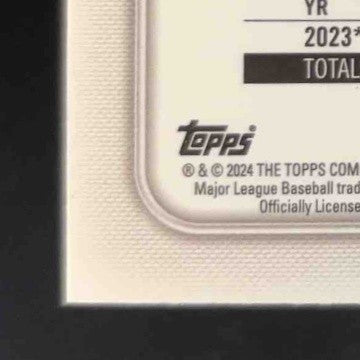 YR
2023*
TOTAL
Topps
® & © 2024 THE TOPPS COM
Major League Baseball trad
Officially License